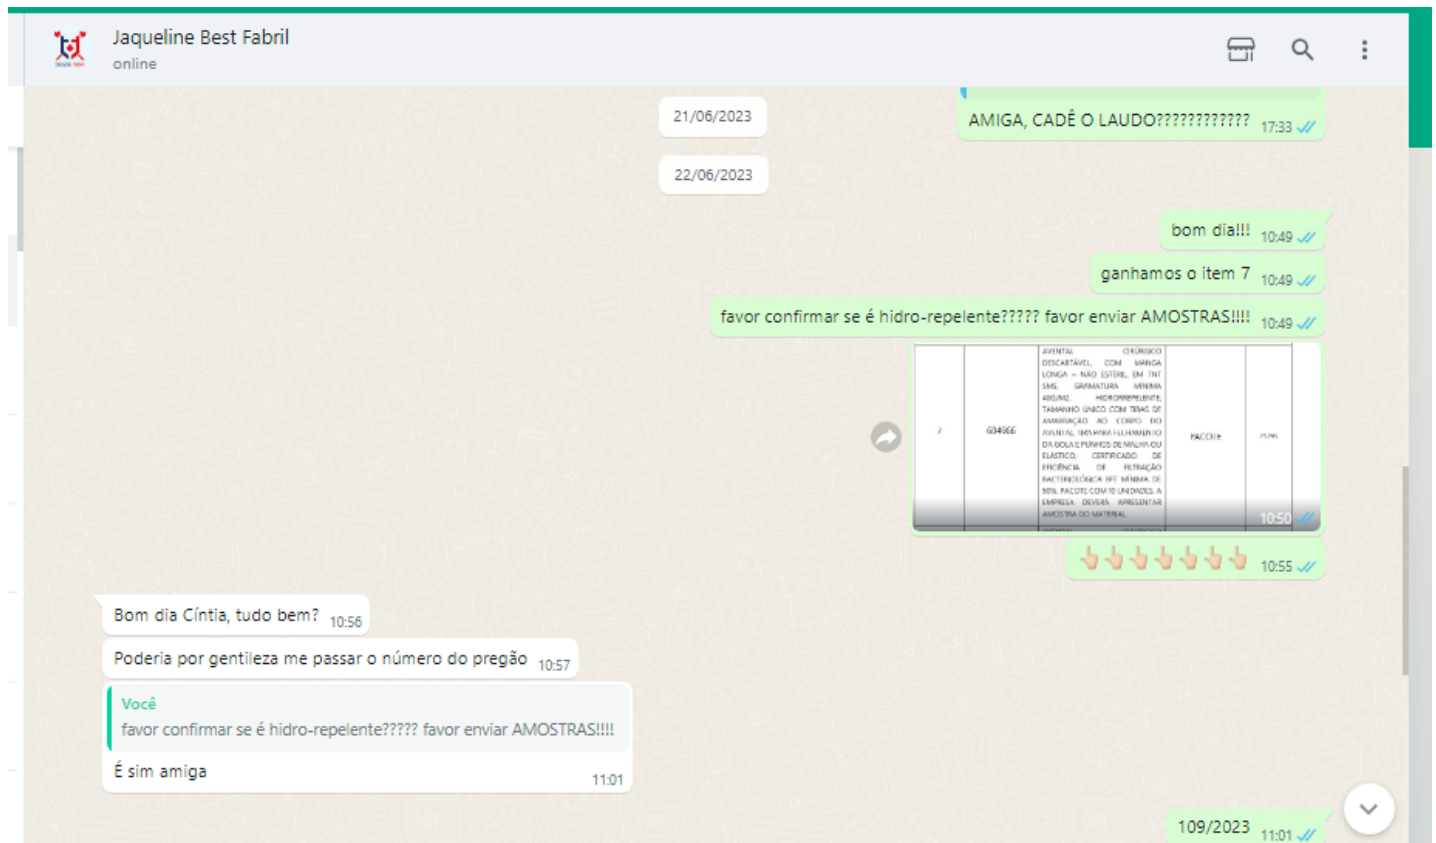 Jaqueline Best Fabril
online
21/06/2023
AMIGA, CADÊ O LAUDO???????????? 17:33
22/06/2023
bom dia!!! 10:49
ganhamos o item 7 10:49
favor confirmar se é hidro-repelente????? favor enviar AMOSTRAS!!!! 10:49
AVENTAL CIRÚRGICO
DESCARTÁVEL, COM MANGA
LONGA – NÃO ESTÉRIL, EM TNT
SMS, GRAMATURA MÍNIMA
40G/M2, HIDRORREPELENTE,
TAMANHO ÚNICO COM TIRAS DE
AMARRAÇÃO AO CORPO DO
7 604966 AVENTAL, TIRA PARA FECHAMENTO PACOTE
DA GOLA E PUNHOS DE MALHA OU
ELÁSTICO, CERTIFICADO DE
EFICIÊNCIA DE FILTRAÇÃO
BACTERIOLÓGICA BFE MÍNIMA DE
PACOTE COM 10 UNIDADES. A
EMPRESA DEVERÁ APRESENTAR
AMOSTRA DO MATERIAL.
10:50
10:55
Bom dia Cíntia, tudo bem? 10:56
Poderia por gentileza me passar o número do pregão 10:57
Você
favor confirmar se é hidro-repelente????? favor enviar AMOSTRAS!!!!
É sim amiga 11:01
109/2023 11:01